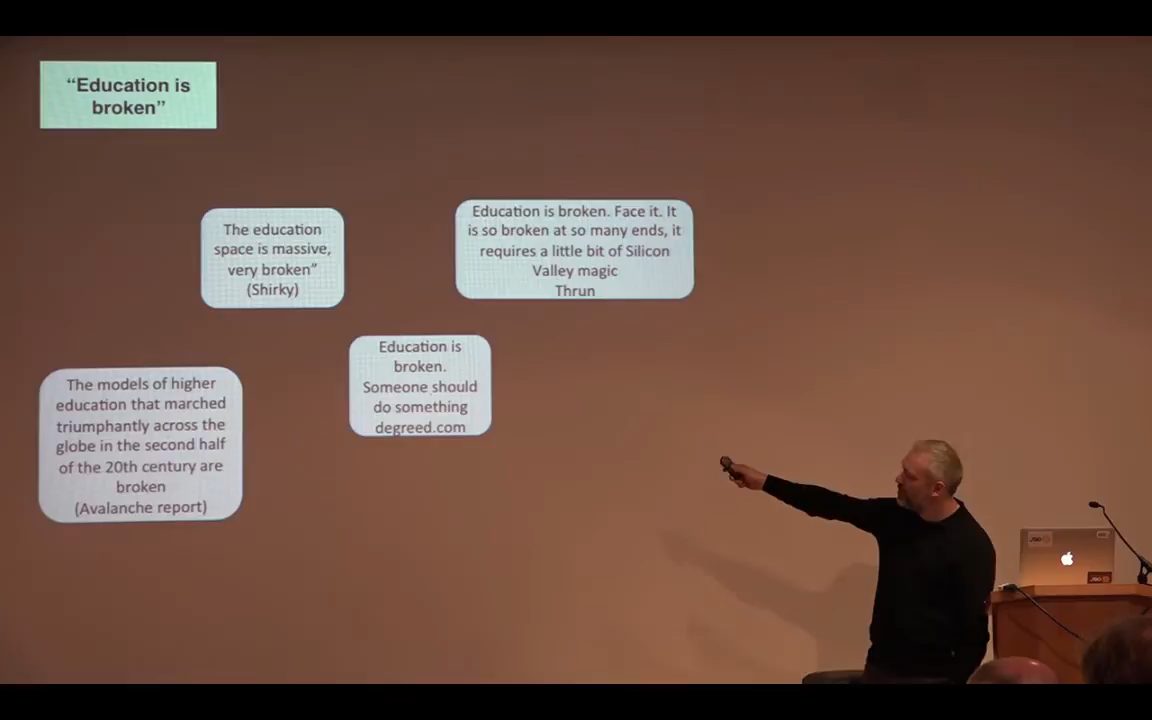 “Education is
broken”
The education
space is massive,
very broken”
(Shirky)
Education is broken. Face it. It
is so broken at so many ends, it
requires a little bit of Silicon
Valley magic
Thrun
Education is
broken.
Someone should
do something
degreed.com
The models of higher
education that marched
triumphantly across the
globe in the second half
of the 20th century are
broken
(Avalanche report)